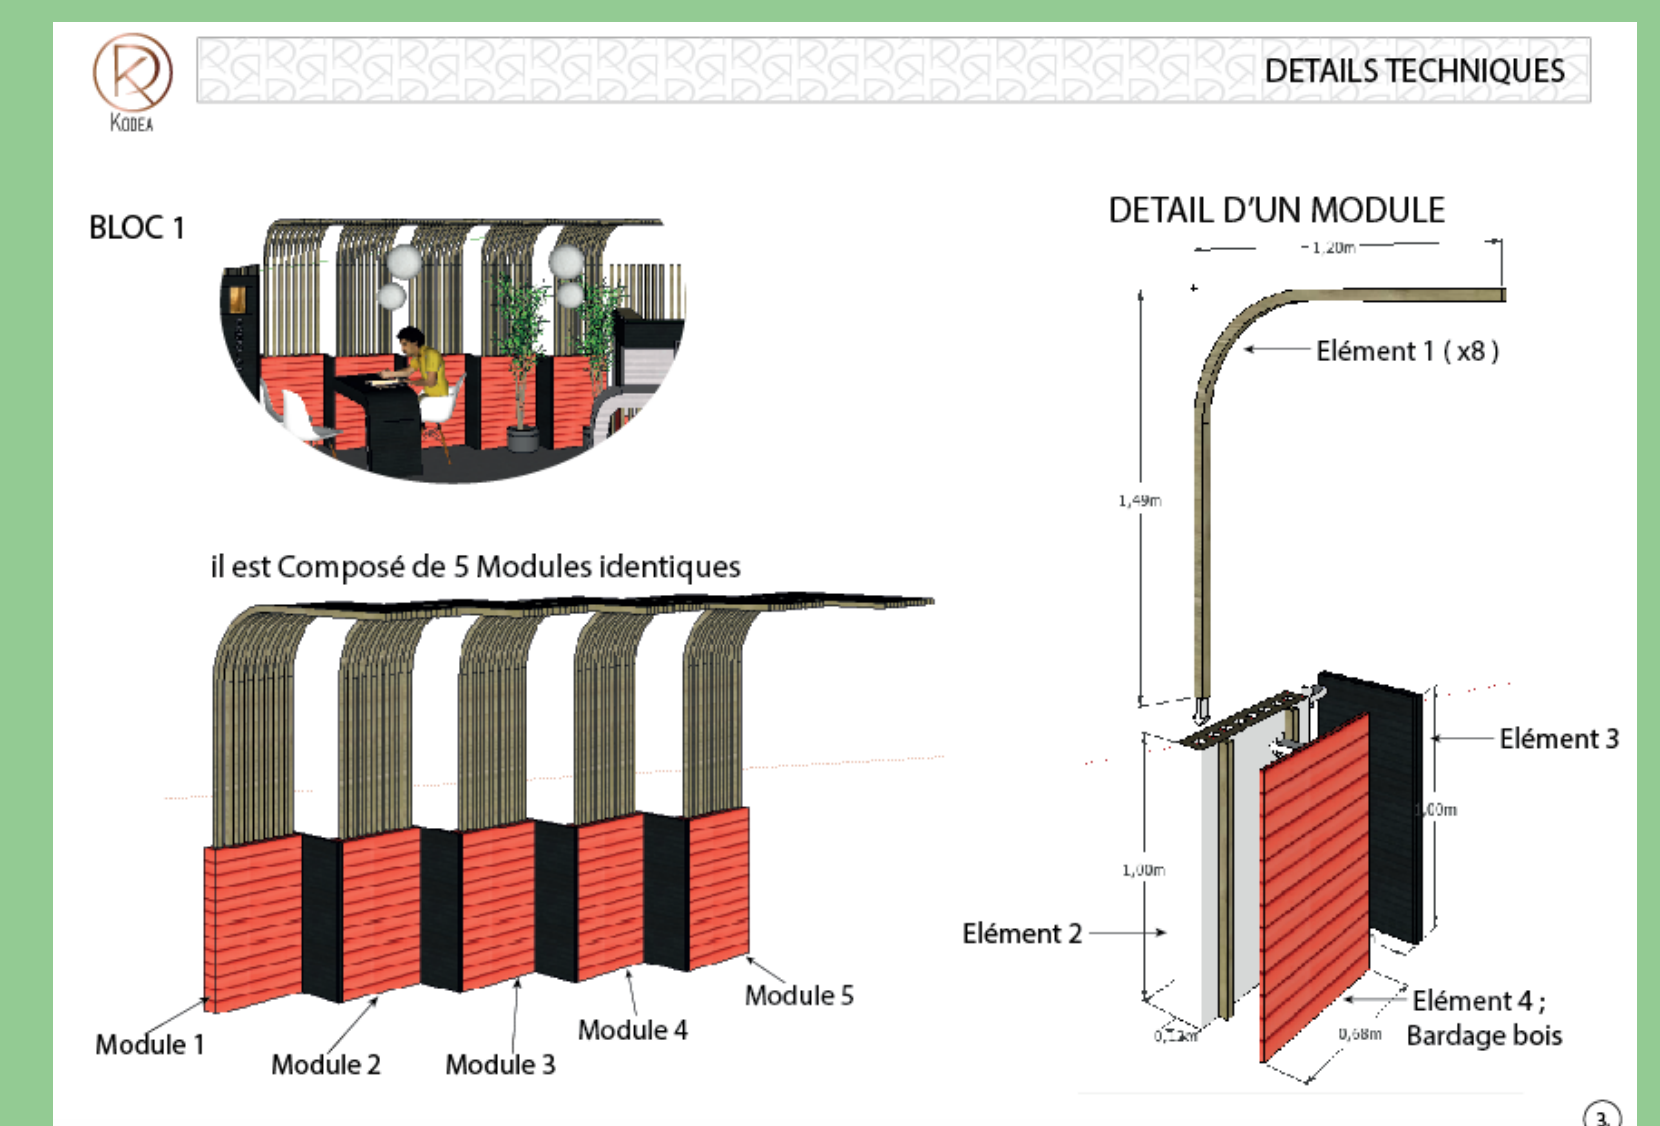 KODEA
DETAILS TECHNIQUES
BLOC 1
DETAIL D'UN MODULE
1,20m
Elément 1 ( x8 )
1,49m
il est Composé de 5 Modules identiques
Elément 3
1,00m
1,00m
Elément 2
Module 5
Elément 4 ;
Module 4
0,68m
Bardage bois
Module 1
Module 2
Module 3
3.